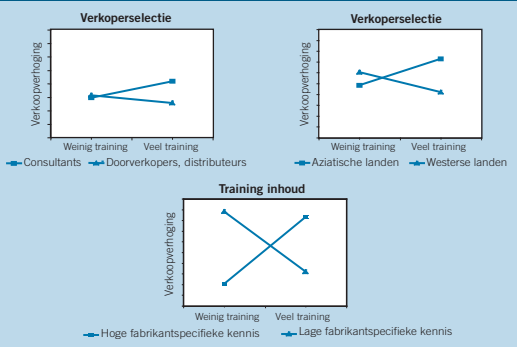 Verkoperselectie
Verkoopverhoging
Weinig training Veel training
Consultants Doorverkopers, distributeurs
Verkoperselectie
Verkoopverhoging
Weinig training Veel training
Aziatische landen Westerse landen
Training inhoud
Verkoopverhoging
Weinig training Veel training
Hoge fabrikantspecifieke kennis Lage fabrikantspecifieke kennis